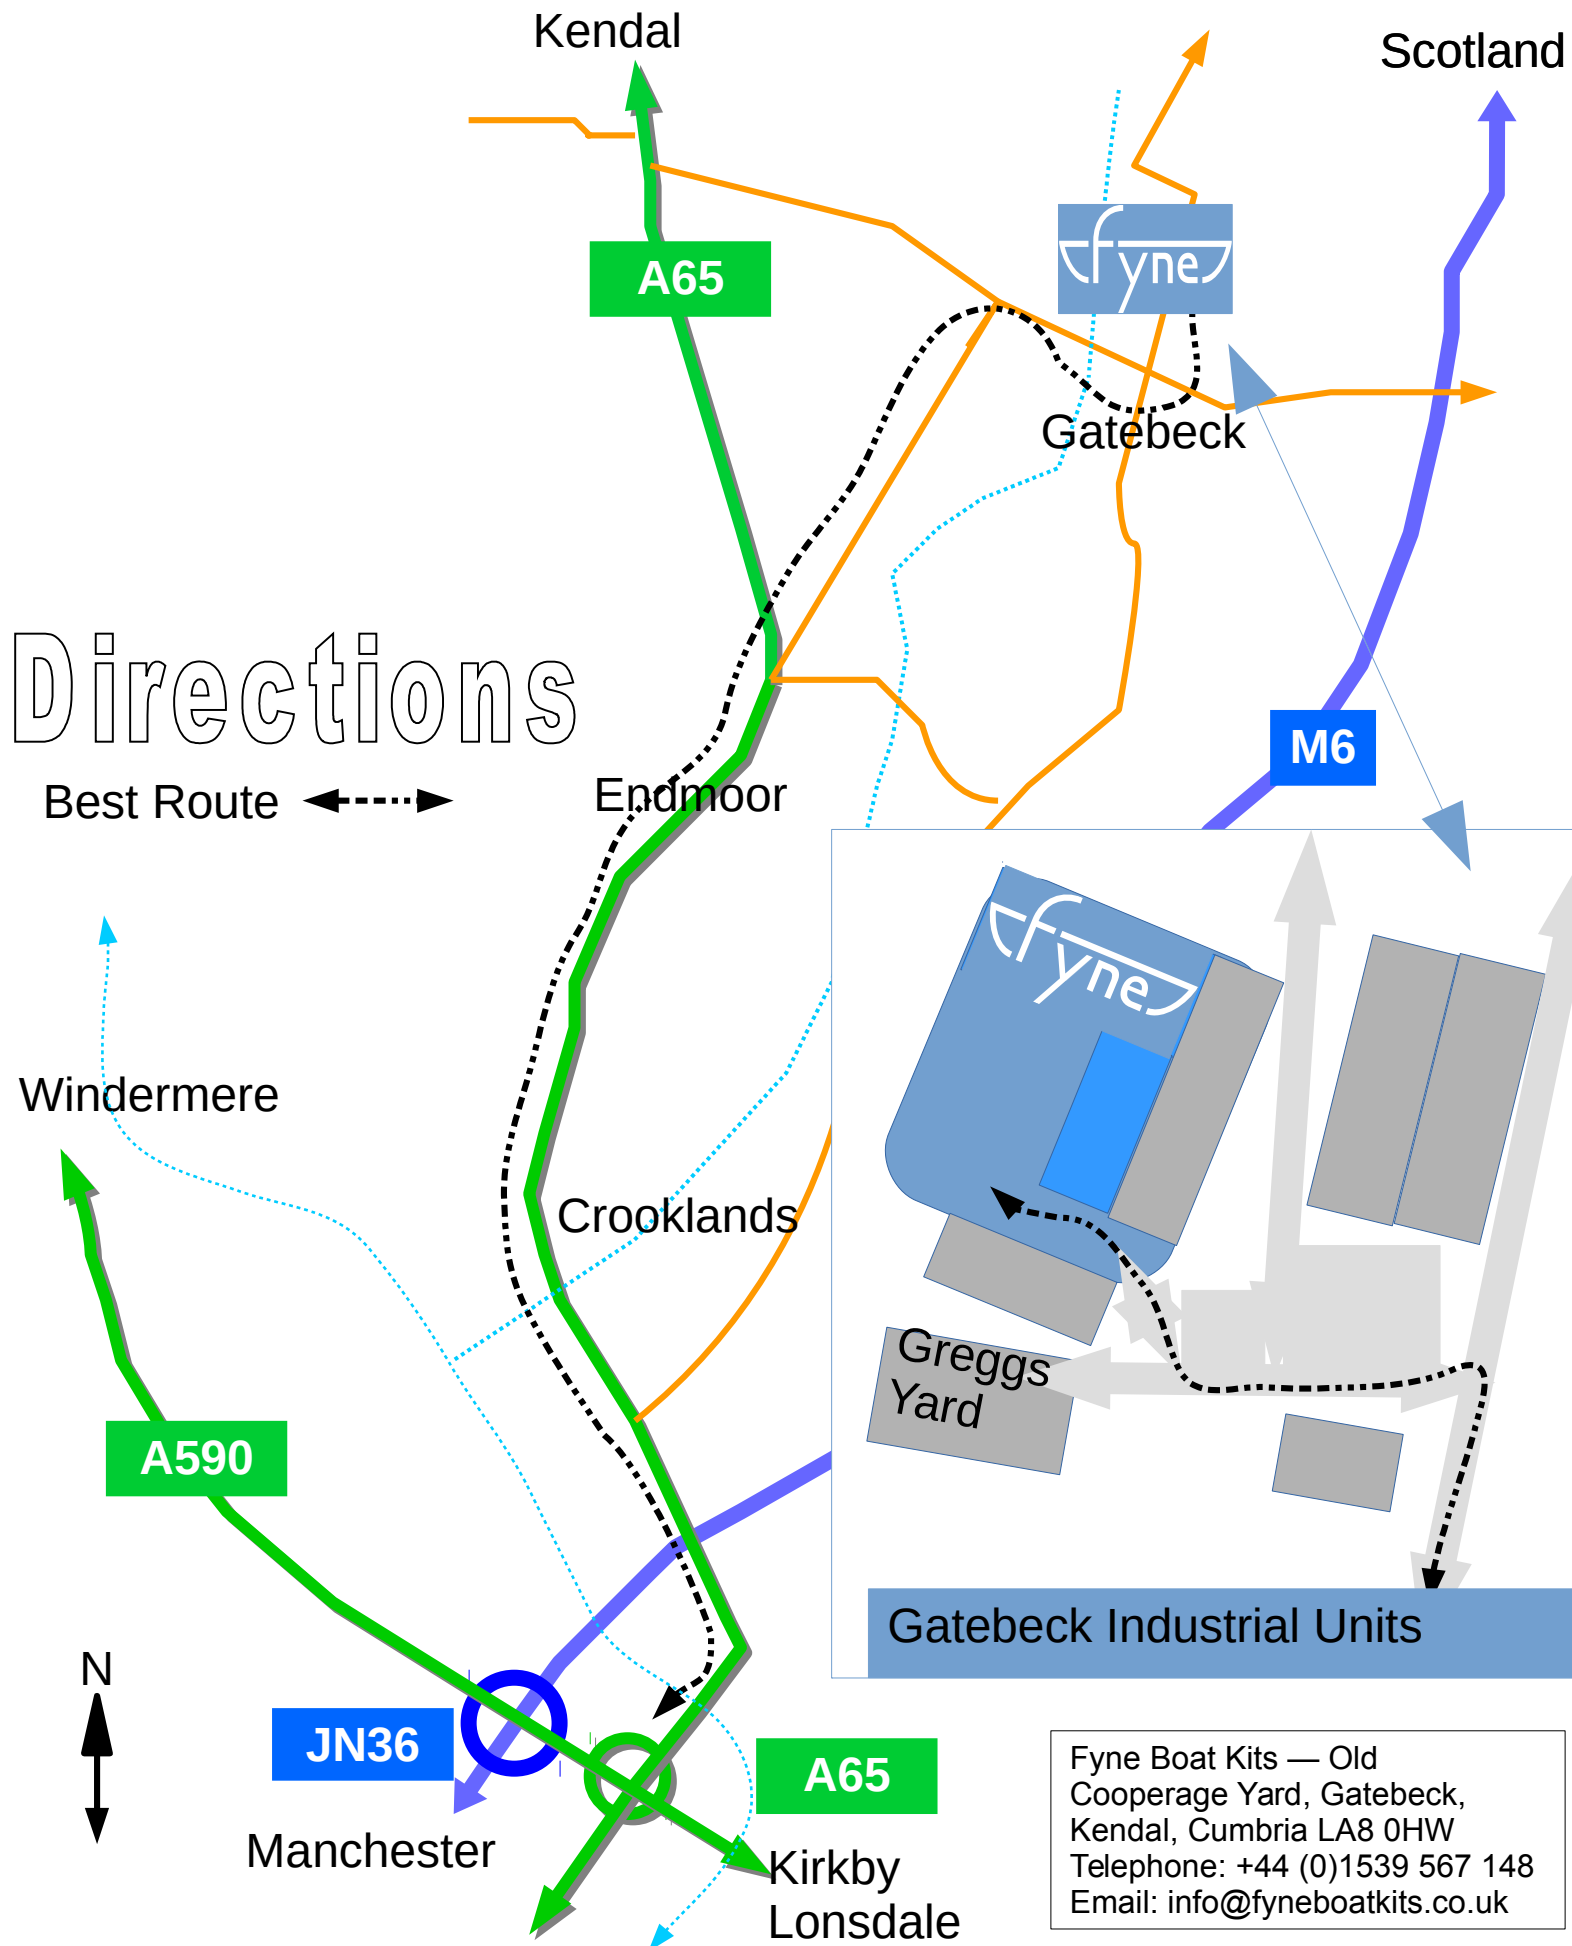 Kendal
Scotland
A65
fyne
Gatebeck
Directions
M6
Endmoor
Best Route
fyne
Windermere
Crooklands
Greggs
Yard
A590
Gatebeck Industrial Units
N
JN36
A65
Fyne Boat Kits — Old
Cooperage Yard, Gatebeck,
Kendal, Cumbria LA8 0HW
Telephone: +44 (0)1539 567 148
Email: info@fyneboatkits.co.uk
Manchester
Kirkby
Lonsdale